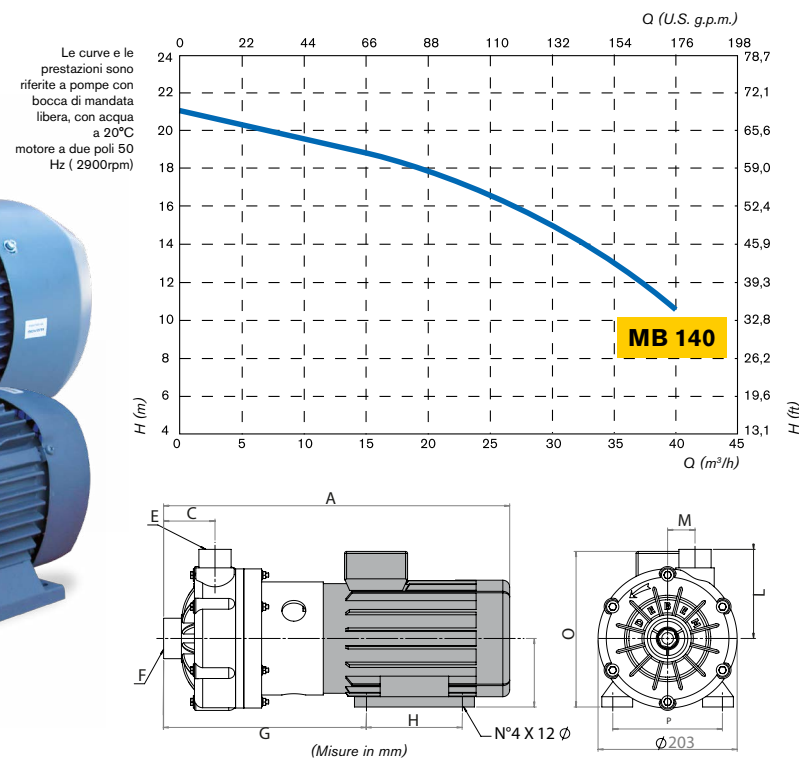 Q (U.S. g.p.m.)
0 22 44 66 88 110 132 154 176 198
Le curve e le
prestazioni sono
riferite a pompe con
bocca di mandata
libera, con acqua
a 20°C
motore a due poli 50
Hz ( 2900rpm)
24 78,7
22 72,1
20 65,6
18 59,0
16 52,4
14 45,9
12 39,3
10 32,8
8 26,2
6 19,6
4 13,1
H (m)
H (ft)
MB 140
0 5 10 15 20 25 30 35 40 45
Q (m³/h)
A
C
E
F
G
H
N°4 X 12 Ø
(Misure in mm)
M
L
O
DEBEM
P
Ø203